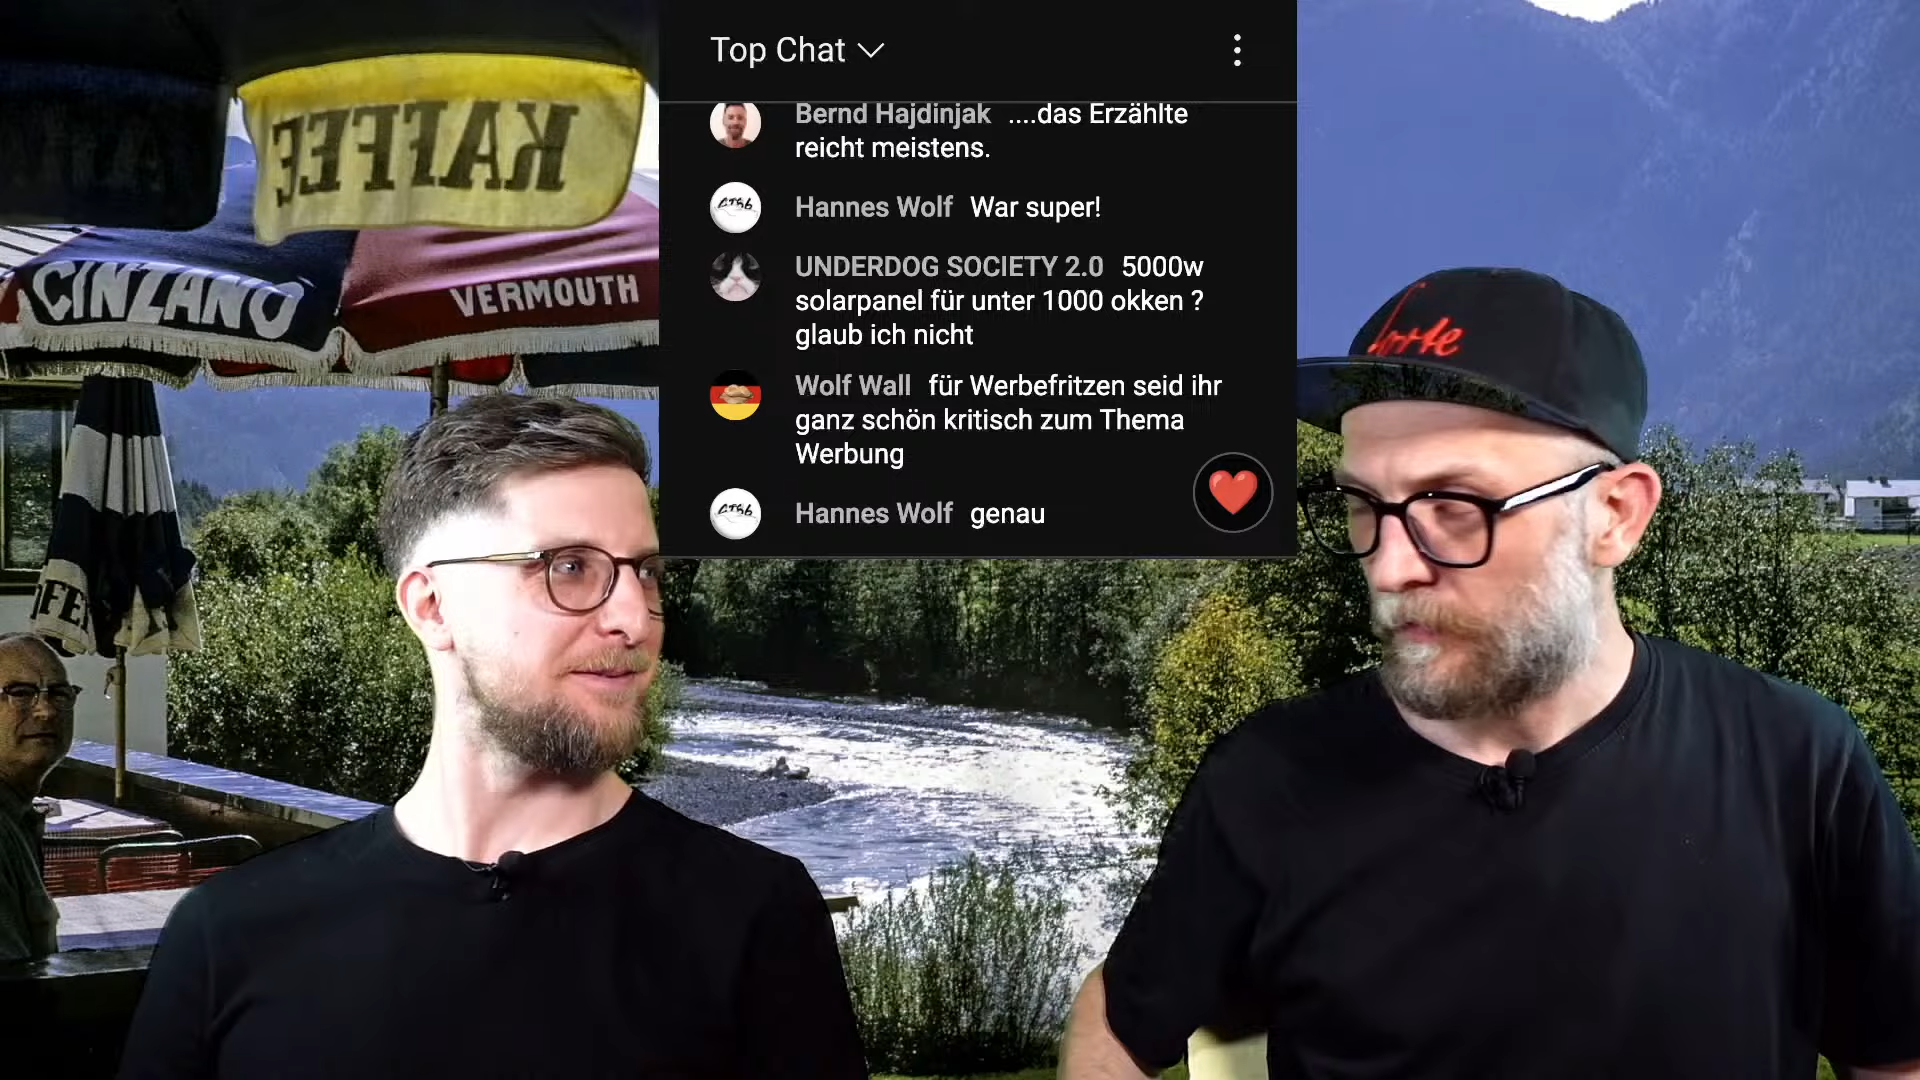 Top Chat
Bernd Hajdinjak ....das Erzählte
reicht meistens.
Hannes Wolf War super!
UNDERDOG SOCIETY 2.0 5000w
solarpanel für unter 1000 okken ?
glaub ich nicht
Wolf Wall für Werbefritzen seid ihr
ganz schön kritisch zum Thema
Werbung
Hannes Wolf genau
KAFFEE
CINZANO
VERMOUTH
Sorte